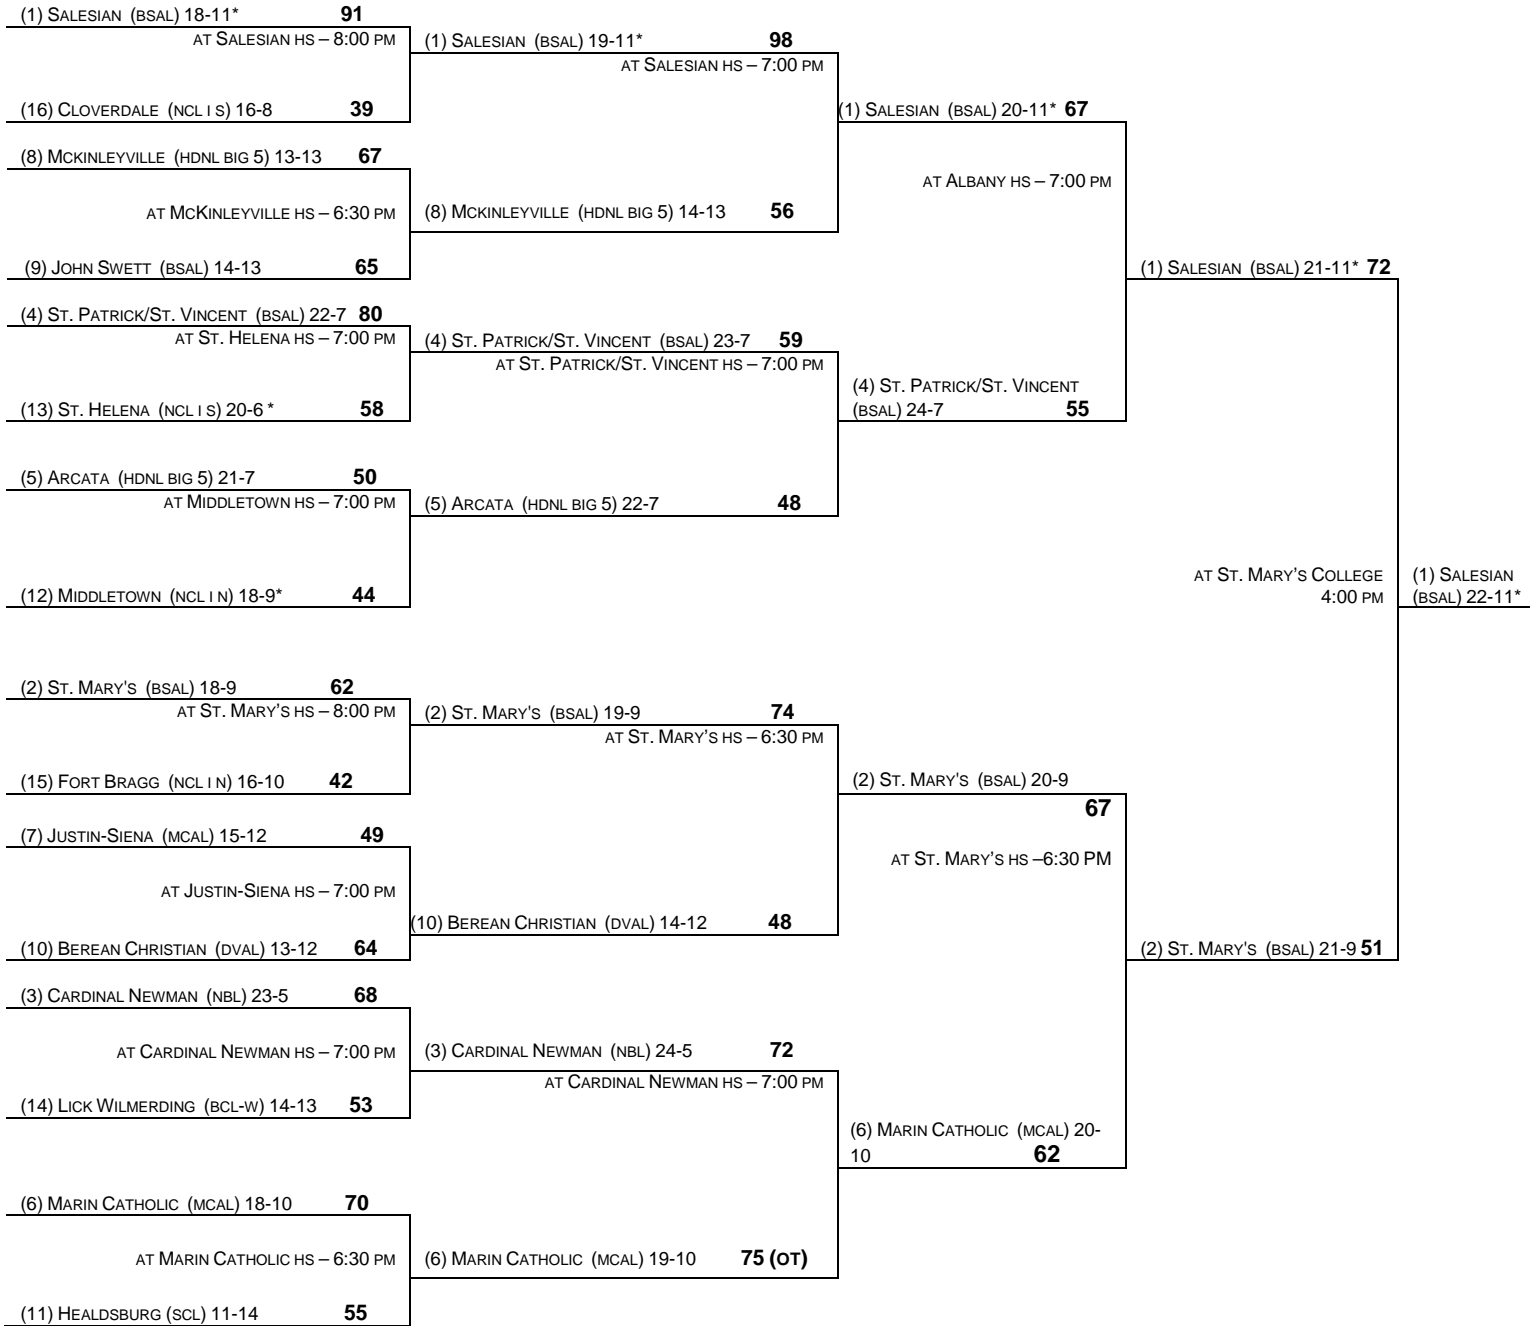 (1) SALESIAN (BSAL) 18-11* 91
AT SALESIAN HS – 8:00 PM
(16) CLOVERDALE (NCL I S) 16-8 39
(8) MCKINLEYVILLE (HDNL BIG 5) 13-13 67
AT MCKINLEYVILLE HS – 6:30 PM
(9) JOHN SWETT (BSAL) 14-13 65
(4) ST. PATRICK/ST. VINCENT (BSAL) 22-7 80
AT ST. HELENA HS – 7:00 PM
(13) ST. HELENA (NCL I S) 20-6 * 58
(5) ARCATA (HDNL BIG 5) 21-7 50
AT MIDDLETOWN HS – 7:00 PM
(12) MIDDLETOWN (NCL I N) 18-9* 44
(2) ST. MARY'S (BSAL) 18-9 62
AT ST. MARY'S HS – 8:00 PM
(15) FORT BRAGG (NCL I N) 16-10 42
(7) JUSTIN-SIENA (MCAL) 15-12 49
AT JUSTIN-SIENA HS – 7:00 PM
(10) BEREAN CHRISTIAN (DVAL) 13-12 64
(3) CARDINAL NEWMAN (NBL) 23-5 68
AT CARDINAL NEWMAN HS – 7:00 PM
(14) LICK WILMERDING (BCL-W) 14-13 53
(6) MARIN CATHOLIC (MCAL) 18-10 70
AT MARIN CATHOLIC HS – 6:30 PM
(11) HEALDSBURG (SCL) 11-14 55
(1) SALESIAN (BSAL) 19-11* 98
AT SALESIAN HS – 7:00 PM
(8) MCKINLEYVILLE (HDNL BIG 5) 14-13 56
(4) ST. PATRICK/ST. VINCENT (BSAL) 23-7 59
AT ST. PATRICK/ST. VINCENT HS – 7:00 PM
(5) ARCATA (HDNL BIG 5) 22-7 48
(2) ST. MARY'S (BSAL) 19-9 74
AT ST. MARY'S HS – 6:30 PM
(10) BEREAN CHRISTIAN (DVAL) 14-12 48
(3) CARDINAL NEWMAN (NBL) 24-5 72
AT CARDINAL NEWMAN HS – 7:00 PM
(6) MARIN CATHOLIC (MCAL) 19-10 75 (OT)
(1) SALESIAN (BSAL) 20-11* 67
AT ALBANY HS – 7:00 PM
(4) ST. PATRICK/ST. VINCENT
(BSAL) 24-7 55
(2) ST. MARY'S (BSAL) 20-9
67
AT ST. MARY'S HS –6:30 PM
(6) MARIN CATHOLIC (MCAL) 20-
10 62
(1) SALESIAN (BSAL) 21-11* 72
AT ST. MARY'S COLLEGE
4:00 PM
(2) ST. MARY'S (BSAL) 21-9 51
(1) SALESIAN
(BSAL) 22-11*